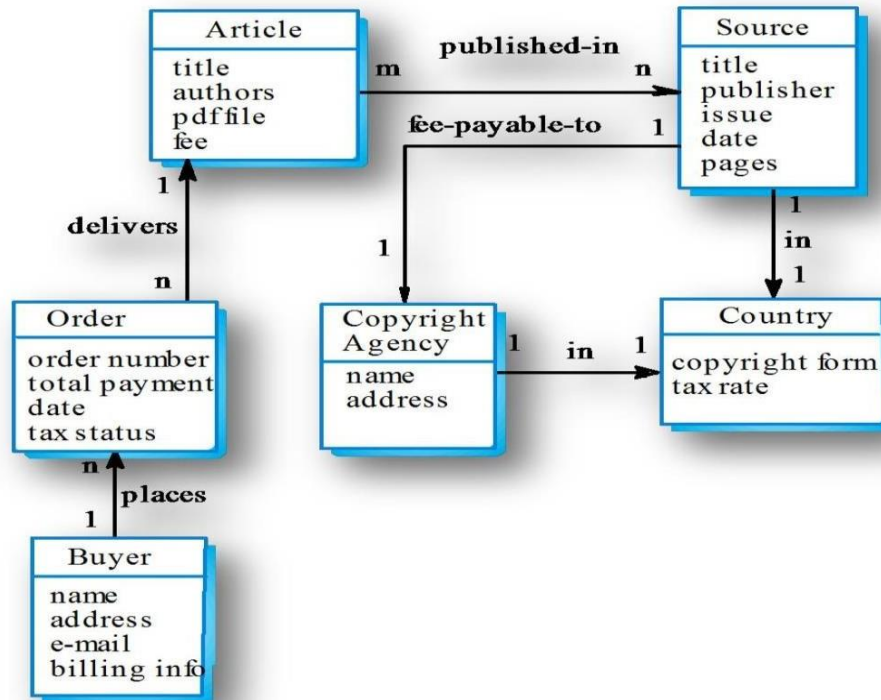 Article
title
authors
pdf file
fee
m
published-in
n
Source
title
publisher
issue
date
pages
fee-payable-to
1
1
1
delivers
n
1
in
1
Order
order number
total payment
date
tax status
Copyright
Agency
name
address
1
in
1
Country
copyright form
tax rate
n
places
1
Buyer
name
address
e-mail
billing info